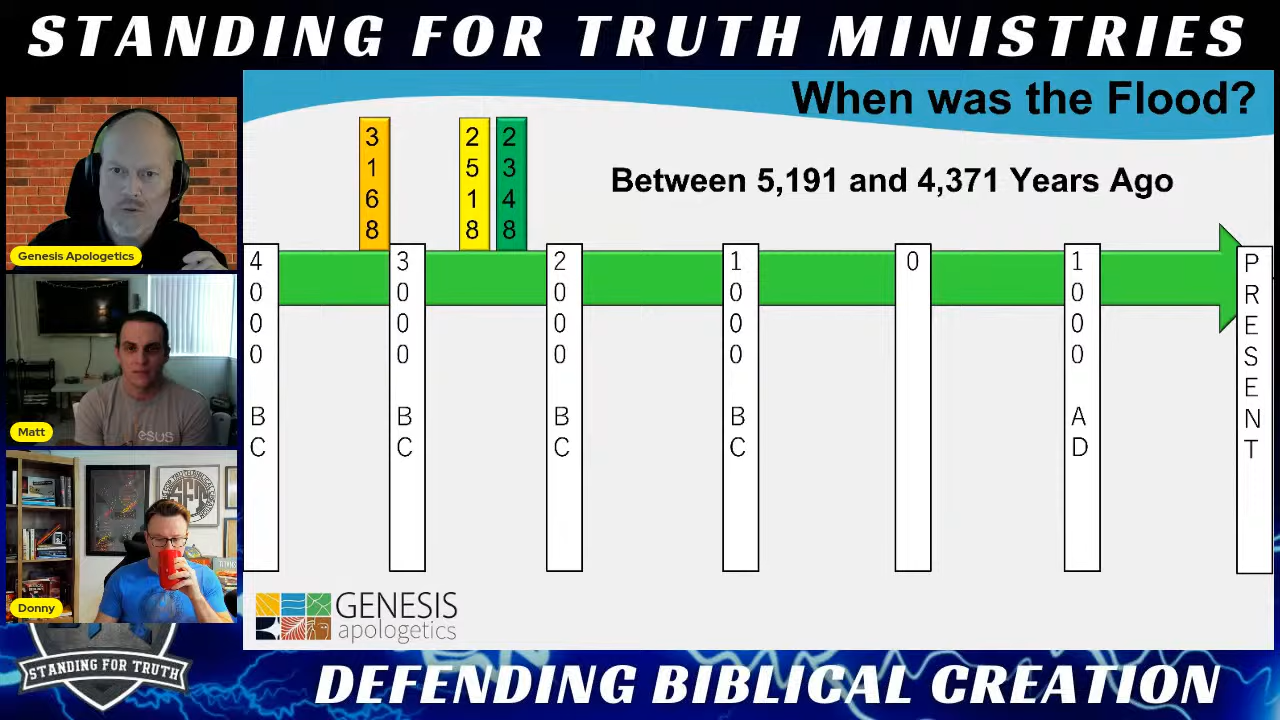 STANDING FOR TRUTH MINISTRIES
When was the Flood?
Between 5,191 and 4,371 Years Ago
3168
2518
2348
4000 BC
3000 BC
2000 BC
1000 BC
0
1000 AD
PRESENT
Genesis Apologetics
Matt
esus
Donny
SFT
GENESIS
apologetics
STANDING FOR TRUTH
DEFENDING BIBLICAL CREATION